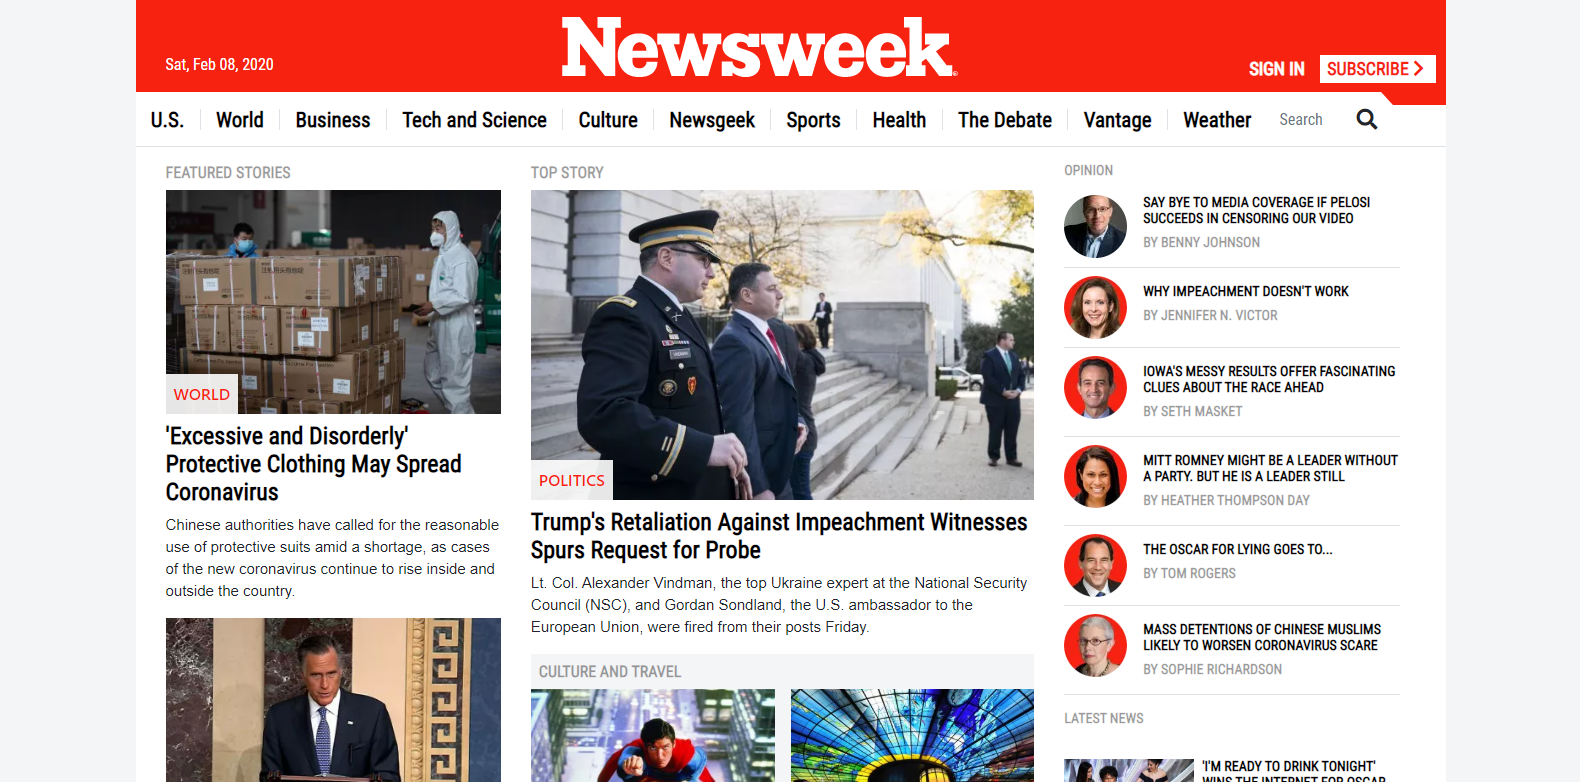 Sat, Feb 08, 2020
Newsweek
SIGN IN
SUBSCRIBE
U.S.
World
Business
Tech and Science
Culture
Newsgeek
Sports
Health
The Debate
Vantage
Weather
Search
FEATURED STORIES
WORLD
'Excessive and Disorderly'
Protective Clothing May Spread
Coronavirus
Chinese authorities have called for the reasonable
use of protective suits amid a shortage, as cases
of the new coronavirus continue to rise inside and
outside the country.
TOP STORY
POLITICS
Trump's Retaliation Against Impeachment Witnesses
Spurs Request for Probe
Lt. Col. Alexander Vindman, the top Ukraine expert at the National Security
Council (NSC), and Gordan Sondland, the U.S. ambassador to the
European Union, were fired from their posts Friday.
CULTURE AND TRAVEL
OPINION
SAY BYE TO MEDIA COVERAGE IF PELOSI
SUCCEEDS IN CENSORING OUR VIDEO
BY BENNY JOHNSON
WHY IMPEACHMENT DOESN'T WORK
BY JENNIFER N. VICTOR
IOWA'S MESSY RESULTS OFFER FASCINATING
CLUES ABOUT THE RACE AHEAD
BY SETH MASKET
MITT ROMNEY MIGHT BE A LEADER WITHOUT
A PARTY. BUT HE IS A LEADER STILL
BY HEATHER THOMPSON DAY
THE OSCAR FOR LYING GOES TO...
BY TOM ROGERS
MASS DETENTIONS OF CHINESE MUSLIMS
LIKELY TO WORSEN CORONAVIRUS SCARE
BY SOPHIE RICHARDSON
LATEST NEWS
'I'M READY TO DRINK TONIGHT'
WINS THE INTERNET FOR OSCAR